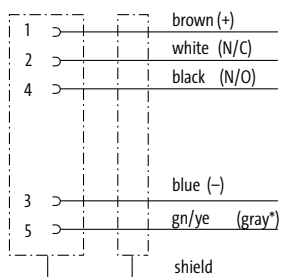 1 brown (+)
2 white (N/C)
4 black (N/O)
3 blue (–)
5 gn/ye (gray*)
shield